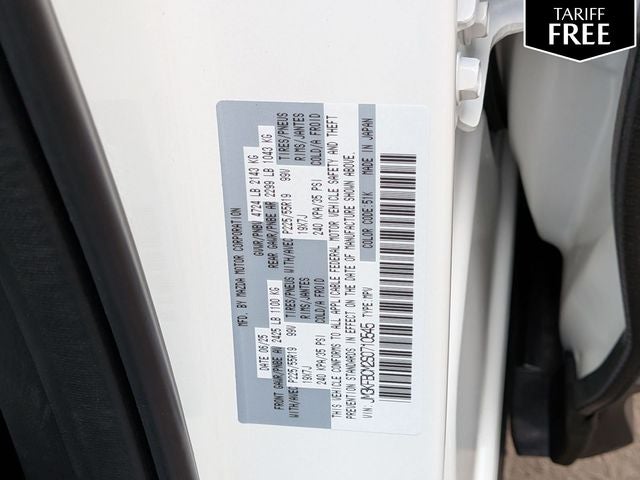 TARIFF
FREE
MFD. BY MAZDA MOTOR CORPORATION
DATE 06/25 GVWR/PNBV 4724 LB 2143 KG
FRONT GAWR/PNBE AV 2405 LB 1100 KG REAR GAWR/PNBE AR 2299 LB 1043 KG
TIRES/PNEUS TIRES/PNEUS
WITH/AVEC P225/55R19 99V WITH/AVEC P225/55R19 99V
RIMS/JANTES 19X7J RIMS/JANTES 19X7J
COLD/A FROID 240 KPA/35 PSI COLD/A FROID 240 KPA/35 PSI
THIS VEHICLE CONFORMS TO ALL APPLICABLE FEDERAL MOTOR VEHICLE SAFETY AND THEFT
PREVENTION STANDARDS IN EFFECT ON THE DATE OF MANUFACTURE SHOWN ABOVE.
VIN: TYPE: MPV COLOR CODE: 51K MADE IN JAPAN